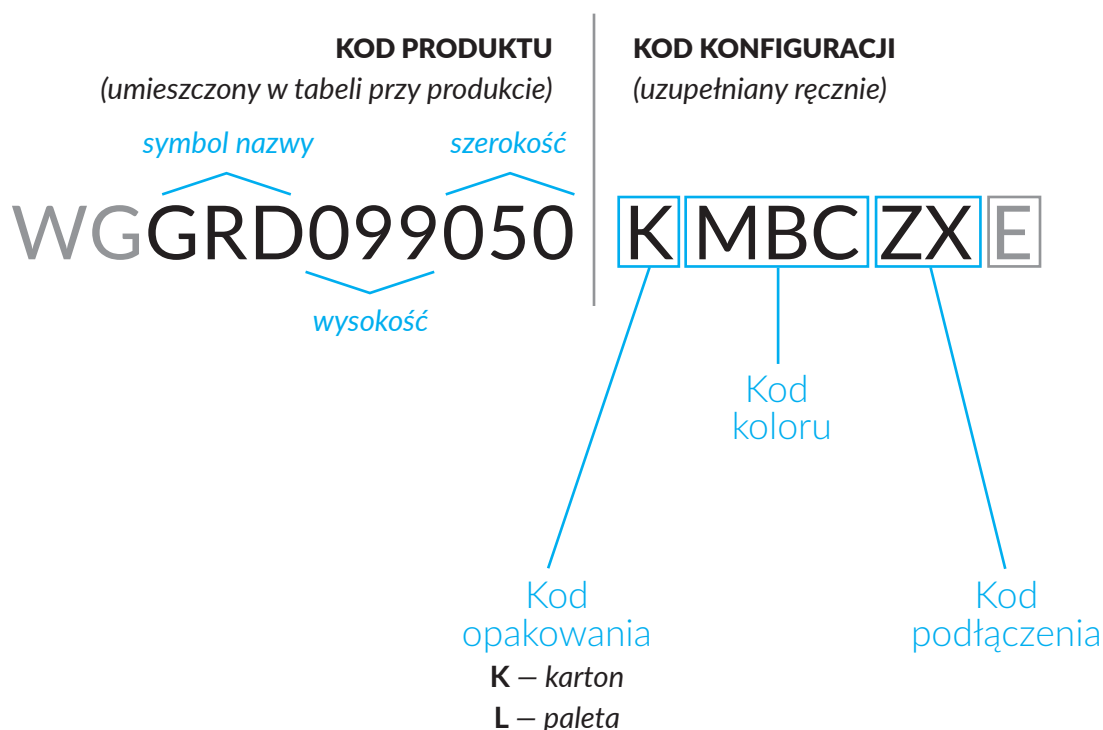 KOD PRODUKTU
(umieszczony w tabeli przy produkcie)
KOD KONFIGURACJI
(uzupełniany ręcznie)
symbol nazwy
szerokość
WGGRD099050 K MBC ZX E
wysokość
Kod
koloru
Kod
opakowania
K — karton
L — paleta
Kod
podłączenia